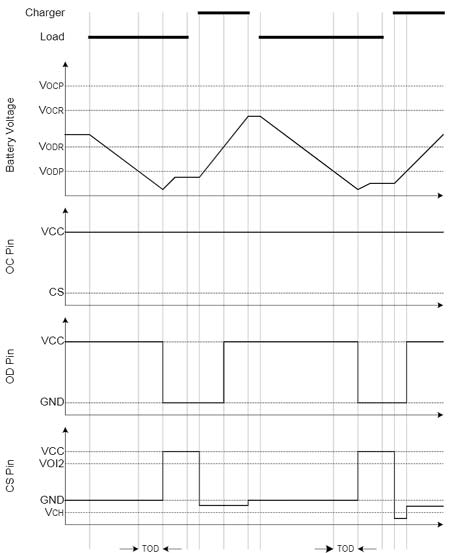 Charger
Load
Battery Voltage
VOCP
VOCR
VODR
VODP
OC Pin
VCC
CS
OD Pin
VCC
GND
CS Pin
VCC
VOI2
GND
VCH
TOD
TOD